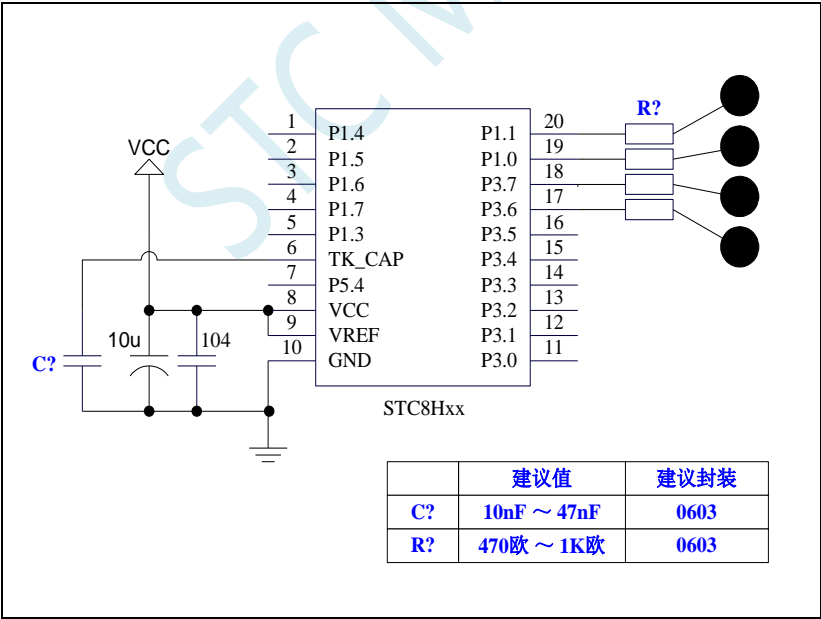 STC M
VCC
R?
1 P1.4 P1.1 20
2 P1.5 P1.0 19
3 P1.6 P3.7 18
4 P1.7 P3.6 17
5 P1.3 P3.5 16
6 TK_CAP P3.4 15
7 P5.4 P3.3 14
8 VCC P3.2 13
9 VREF P3.1 12
10 GND P3.0 11
C? 10u 104
STC8Hxx
建议值 建议封装
C? 10nF ～ 47nF 0603
R? 470欧 ～ 1K欧 0603